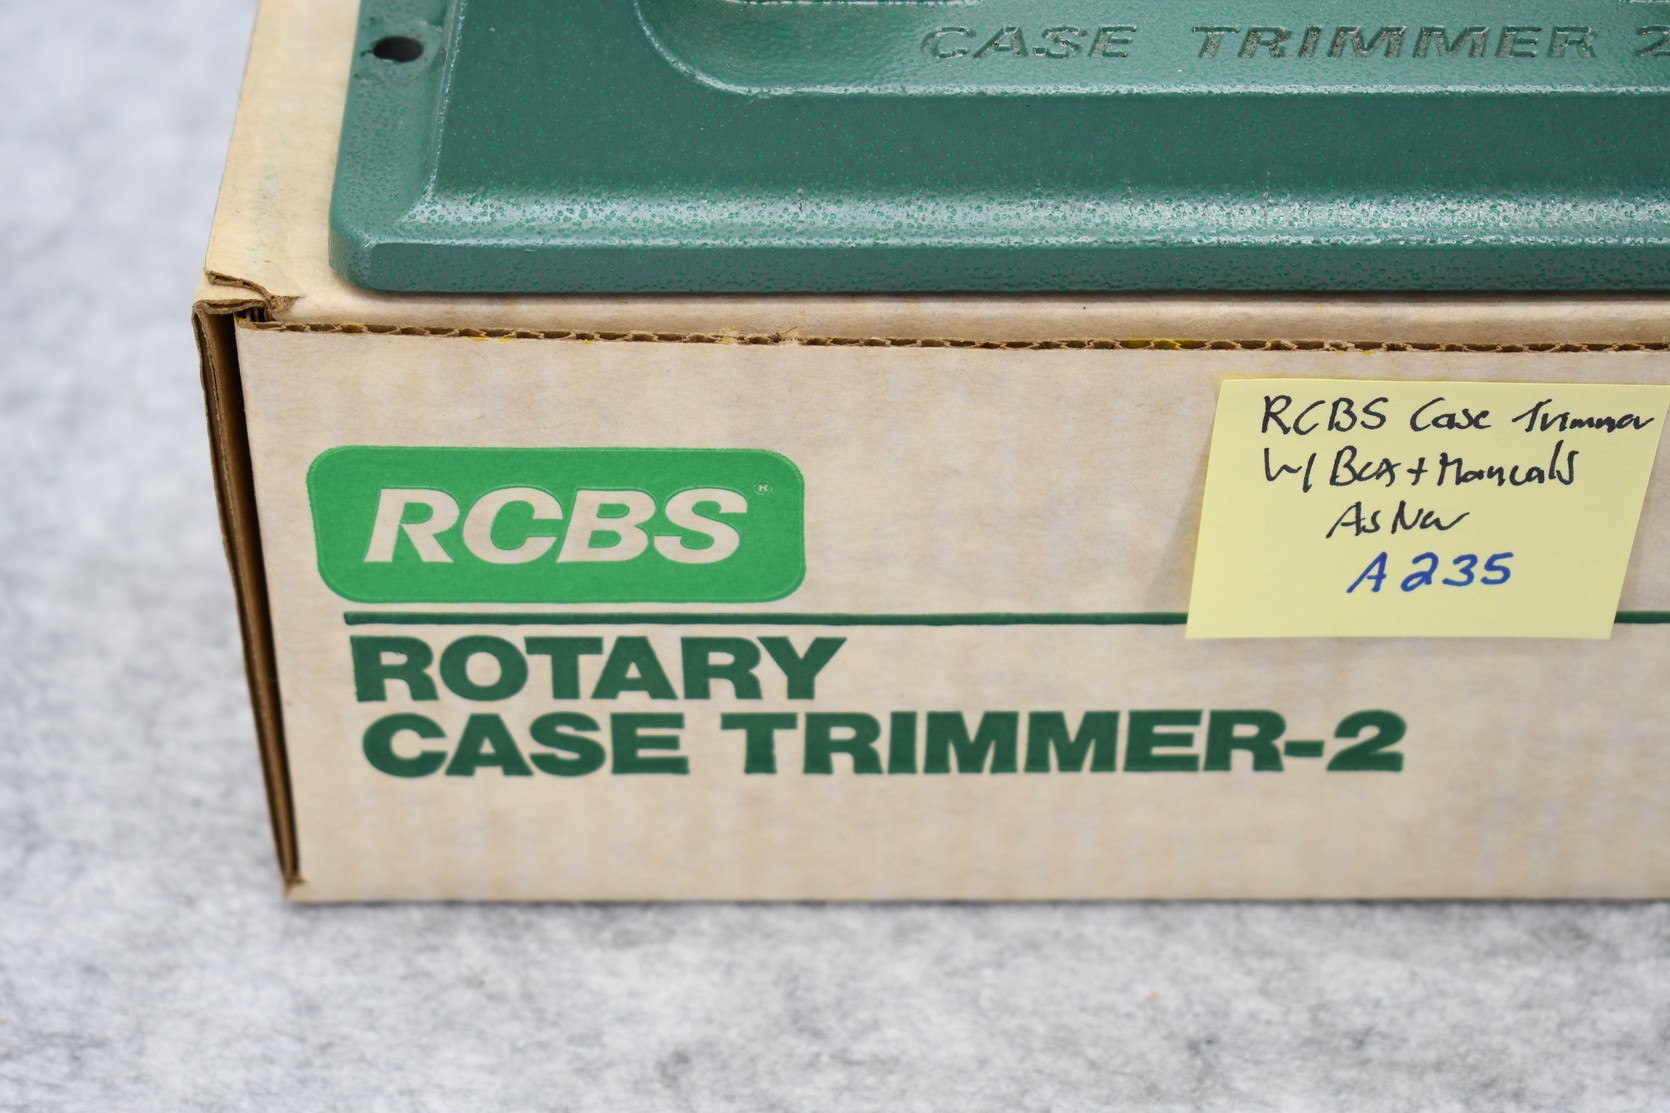 CASE TRIMMER 2
RCBS®
ROTARY
CASE TRIMMER-2
RCBS Case Trimmer
W/ Box + Manuals
As New
A235